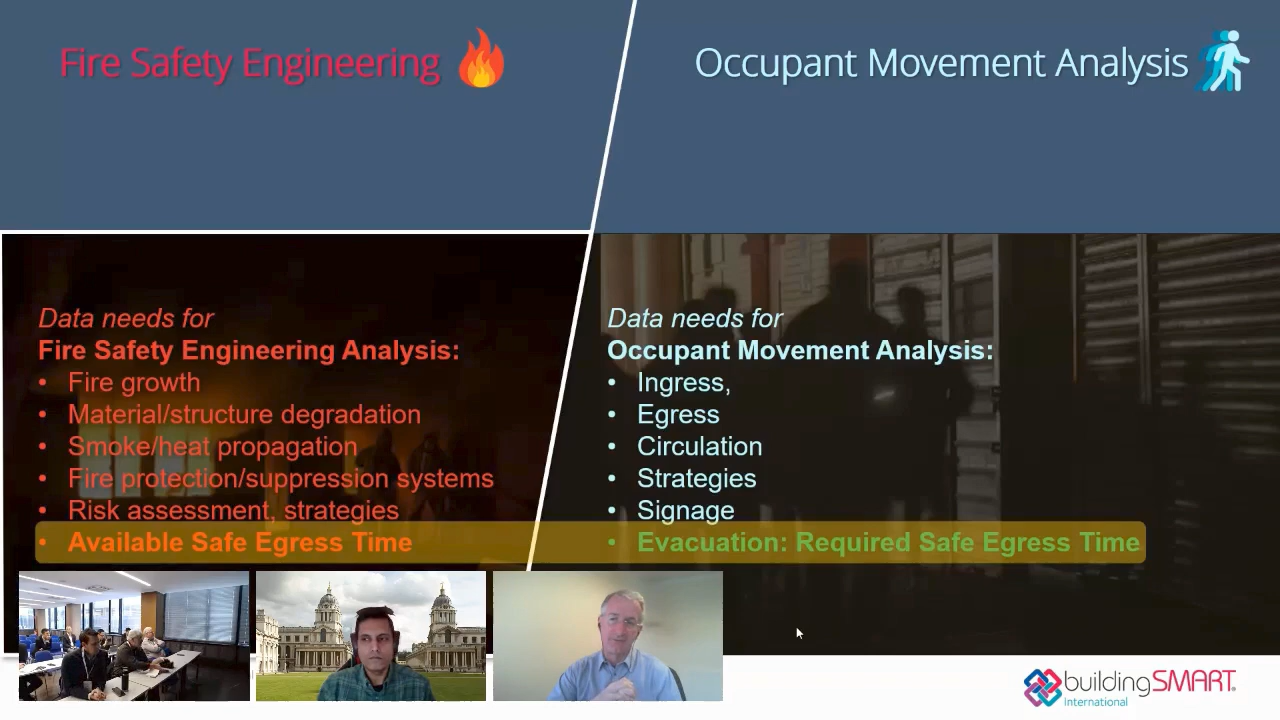 Fire Safety Engineering
Occupant Movement Analysis
Data needs for
Fire Safety Engineering Analysis:
• Fire growth
• Material/structure degradation
• Smoke/heat propagation
• Fire protection/suppression systems
• Risk assessment, strategies
• Available Safe Egress Time
Data needs for
Occupant Movement Analysis:
• Ingress,
• Egress
• Circulation
• Strategies
• Signage
• Evacuation: Required Safe Egress Time
buildingSMART
International